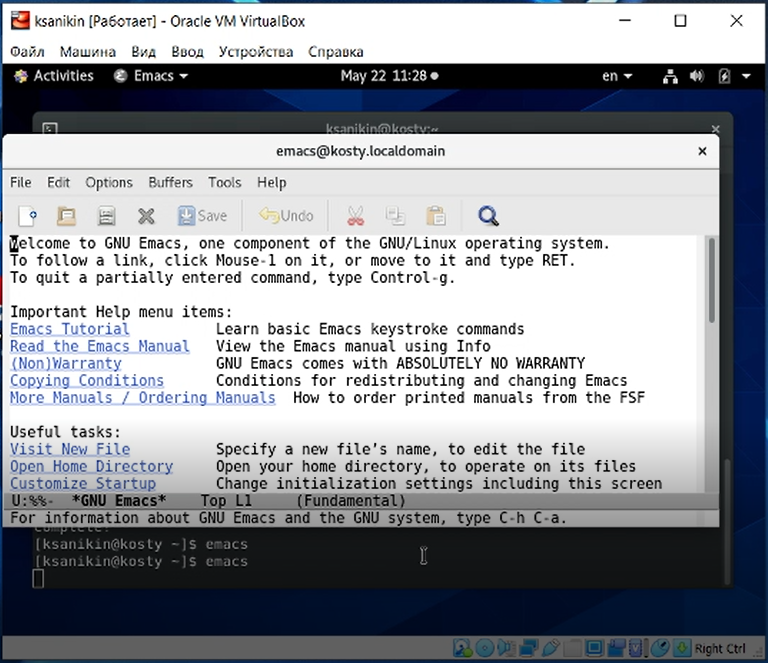 ksanikin [Работает] - Oracle VM VirtualBox
Файл Машина Вид Ввод Устройства Справка
Activities Emacs May 22 11:28 en
ksanikin@kosty:~
emacs@kosty.localdomain
File Edit Options Buffers Tools Help
Save Undo
Welcome to GNU Emacs, one component of the GNU/Linux operating system.
To follow a link, click Mouse-1 on it, or move to it and type RET.
To quit a partially entered command, type Control-g.
Important Help menu items:
Emacs Tutorial Learn basic Emacs keystroke commands
Read the Emacs Manual View the Emacs manual using Info
(Non)Warranty GNU Emacs comes with ABSOLUTELY NO WARRANTY
Copying Conditions Conditions for redistributing and changing Emacs
More Manuals / Ordering Manuals How to order printed manuals from the FSF
Useful tasks:
Visit New File Specify a new file's name, to edit the file
Open Home Directory Open your home directory, to operate on its files
Customize Startup Change initialization settings including this screen
U:%%- *GNU Emacs* Top L1 (Fundamental)
For information about GNU Emacs and the GNU system, type C-h C-a.
Complete!
[ksanikin@kosty ~]$ emacs
[ksanikin@kosty ~]$ emacs
Right Ctrl